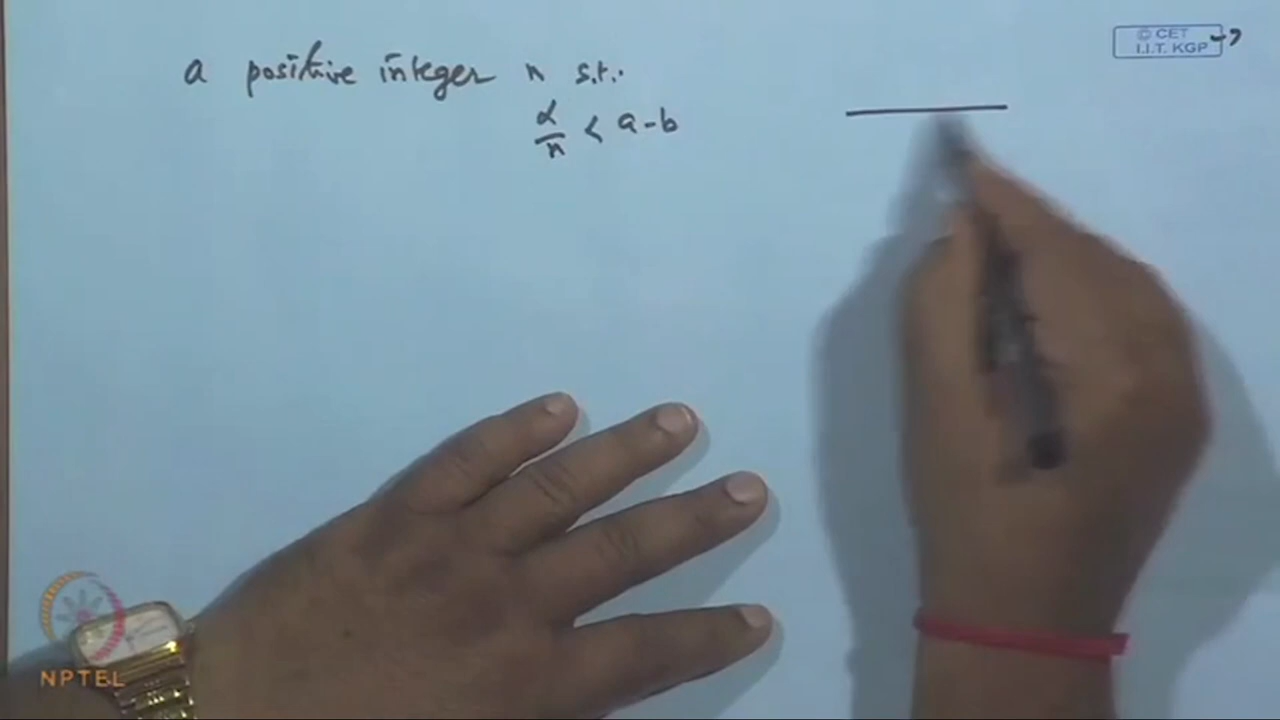 a positive integer n s.t.
α/n < a-b
© CET
I.I.T. KGP
NPTEL